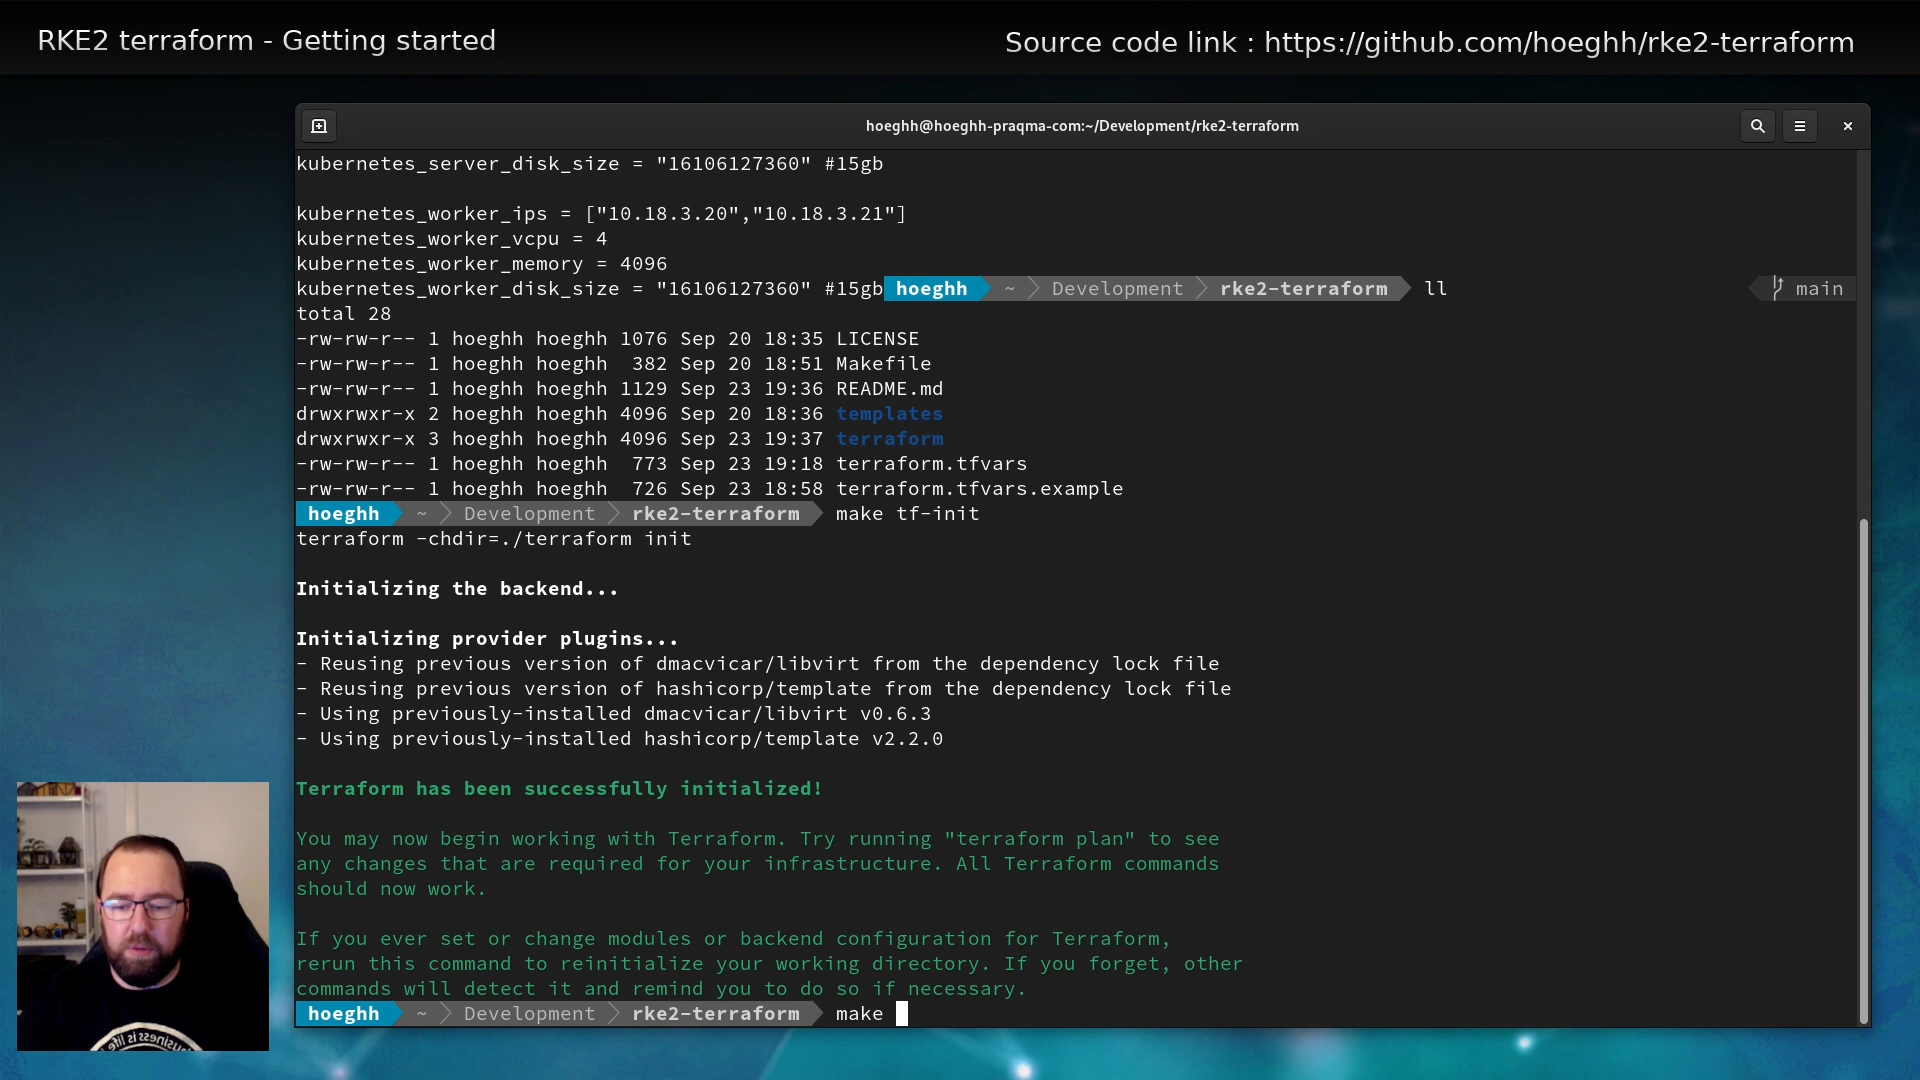 RKE2 terraform - Getting started
Source code link : https://github.com/hoeghh/rke2-terraform
hoeghh@hoeghh-praqma-com:~/Development/rke2-terraform
kubernetes_server_disk_size = "16106127360" #15gb
kubernetes_worker_ips = ["10.18.3.20","10.18.3.21"]
kubernetes_worker_vcpu = 4
kubernetes_worker_memory = 4096
kubernetes_worker_disk_size = "16106127360" #15gb hoeghh ~ Development rke2-terraform ll main
total 28
-rw-rw-r-- 1 hoeghh hoeghh 1076 Sep 20 18:35 LICENSE
-rw-rw-r-- 1 hoeghh hoeghh  382 Sep 20 18:51 Makefile
-rw-rw-r-- 1 hoeghh hoeghh 1129 Sep 23 19:36 README.md
drwxrwxr-x 2 hoeghh hoeghh 4096 Sep 20 18:36 templates
drwxrwxr-x 3 hoeghh hoeghh 4096 Sep 23 19:37 terraform
-rw-rw-r-- 1 hoeghh hoeghh  773 Sep 23 19:18 terraform.tfvars
-rw-rw-r-- 1 hoeghh hoeghh  726 Sep 23 18:58 terraform.tfvars.example
hoeghh ~ Development rke2-terraform make tf-init
terraform -chdir=./terraform init
Initializing the backend...
Initializing provider plugins...
- Reusing previous version of dmacvicar/libvirt from the dependency lock file
- Reusing previous version of hashicorp/template from the dependency lock file
- Using previously-installed dmacvicar/libvirt v0.6.3
- Using previously-installed hashicorp/template v2.2.0
Terraform has been successfully initialized!
You may now begin working with Terraform. Try running "terraform plan" to see
any changes that are required for your infrastructure. All Terraform commands
should now work.
If you ever set or change modules or backend configuration for Terraform,
rerun this command to reinitialize your working directory. If you forget, other
commands will detect it and remind you to do so if necessary.
hoeghh ~ Development rke2-terraform make